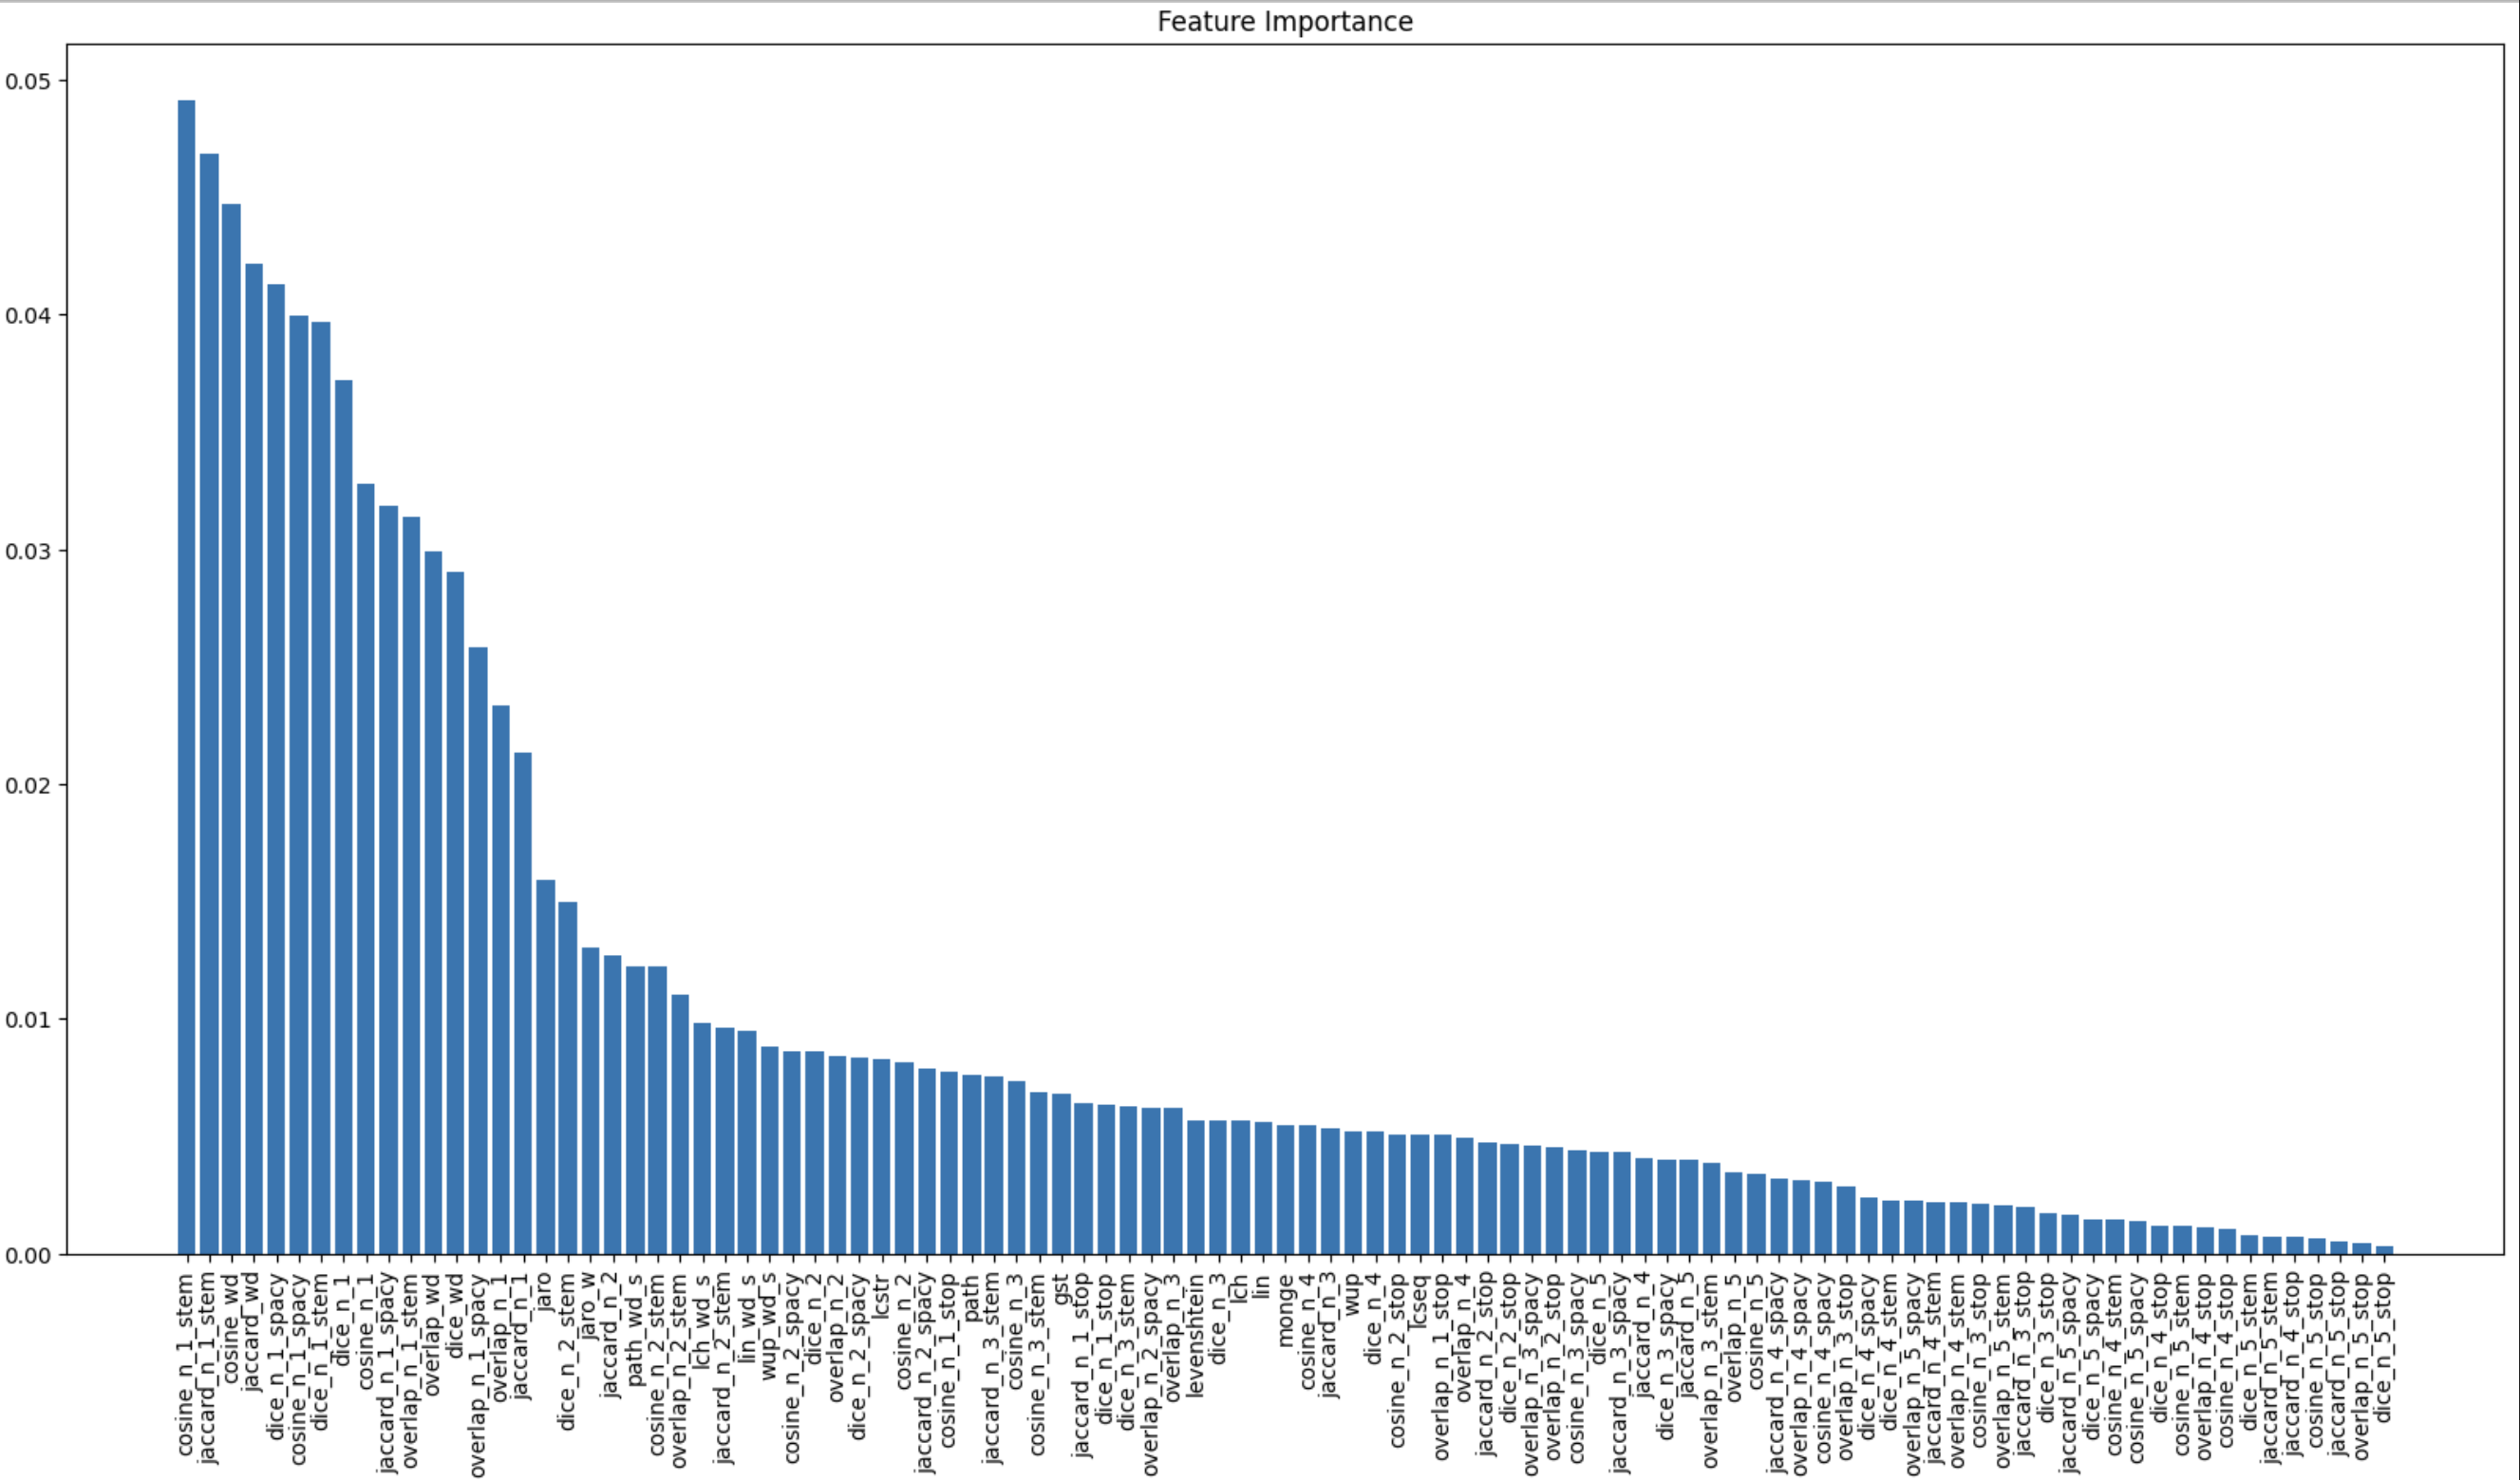 Feature Importance
0.05
0.04
0.03
0.02
0.01
0.00
cosine_n_1_stem
jaccard_n_1_stem
cosine_wd
jaccard_wd
dice_n_1_spacy
cosine_n_1_spacy
dice_n_1_stem
dice_n_1
cosine_n_1
jaccard_n_1_spacy
overlap_n_1_stem
overlap_wd
dice_wd
overlap_n_1_spacy
overlap_n_1
jaccard_n_1
jaro
dice_n_2_stem
jaro_w
jaccard_n_2
path_wd_s
cosine_n_2_stem
overlap_n_2_stem
lch_wd_s
jaccard_n_2_stem
lin_wd_s
wup_wd_s
cosine_n_2_spacy
dice_n_2
overlap_n_2
dice_n_2_spacy
lcstr
cosine_n_2
jaccard_n_2_spacy
cosine_n_1_stop
path
jaccard_n_3_stem
cosine_n_3
cosine_n_3_stem
gst
jaccard_n_1_stop
dice_n_1_stop
dice_n_3_stem
overlap_n_2_spacy
overlap_n_3
levenshtein
dice_n_3
lch
lin
monge
cosine_n_4
jaccard_n_3
wup
dice_n_4
cosine_n_2_stop
lcseq
overlap_n_1_stop
overlap_n_4
jaccard_n_2_stop
dice_n_2_stop
overlap_n_3_spacy
overlap_n_2_stop
cosine_n_3_spacy
dice_n_5
jaccard_n_3_spacy
jaccard_n_4
dice_n_3_spacy
jaccard_n_5
overlap_n_3_stem
overlap_n_5
cosine_n_5
jaccard_n_4_spacy
overlap_n_4_spacy
cosine_n_4_spacy
overlap_n_3_stop
dice_n_4_spacy
dice_n_4_stem
overlap_n_5_spacy
jaccard_n_4_stem
overlap_n_4_stem
cosine_n_3_stop
overlap_n_5_stem
jaccard_n_3_stop
dice_n_3_stop
jaccard_n_5_spacy
dice_n_5_spacy
cosine_n_4_stem
cosine_n_5_spacy
dice_n_4_stop
cosine_n_5_stem
overlap_n_4_stop
cosine_n_4_stop
dice_n_5_stem
jaccard_n_5_stem
jaccard_n_4_stop
cosine_n_5_stop
jaccard_n_5_stop
overlap_n_5_stop
dice_n_5_stop